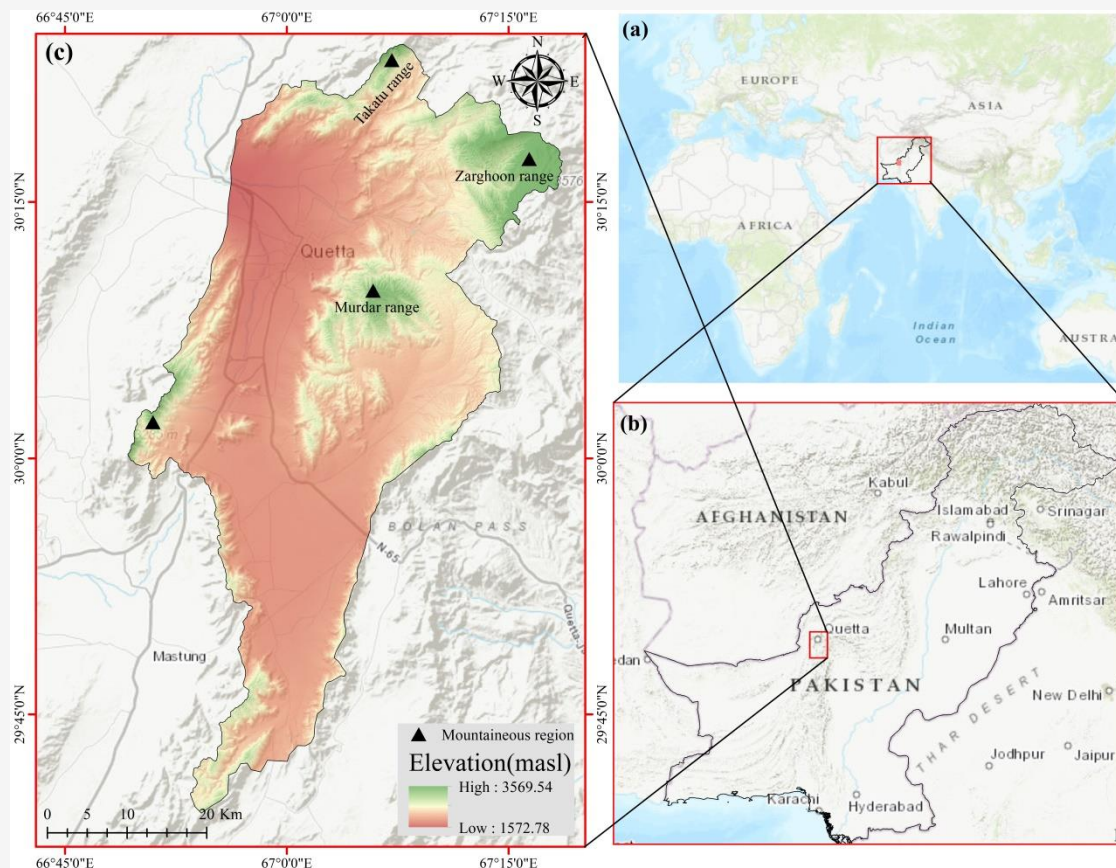 66°45'0"E
67°0'0"E
67°15'0"E
(c)
N
W
E
S
Takatu range
Zarghoon range
3576
30°15'0"N
30°15'0"N
Quetta
Murdar range
30°0'0"N
30°0'0"N
BOLAN PASS
N-65
Quetta-
Mastung
29°45'0"N
29°45'0"N
Mountaineous region
Elevation(masl)
High : 3569.54
Low : 1572.78
0 5 10 20 Km
66°45'0"E
67°0'0"E
67°15'0"E
(a)
EUROPE
ASIA
AFRICA
Indian
Ocean
AUSTRA
(b)
Kabul
AFGHANISTAN
Islamabad
Srinagar
Rawalpindi
Lahore
Amritsar
Quetta
Multan
edan
PAKISTAN
New Delhi
THAR DESERT
Jodhpur
Jaipur
Karachi
Hyderabad